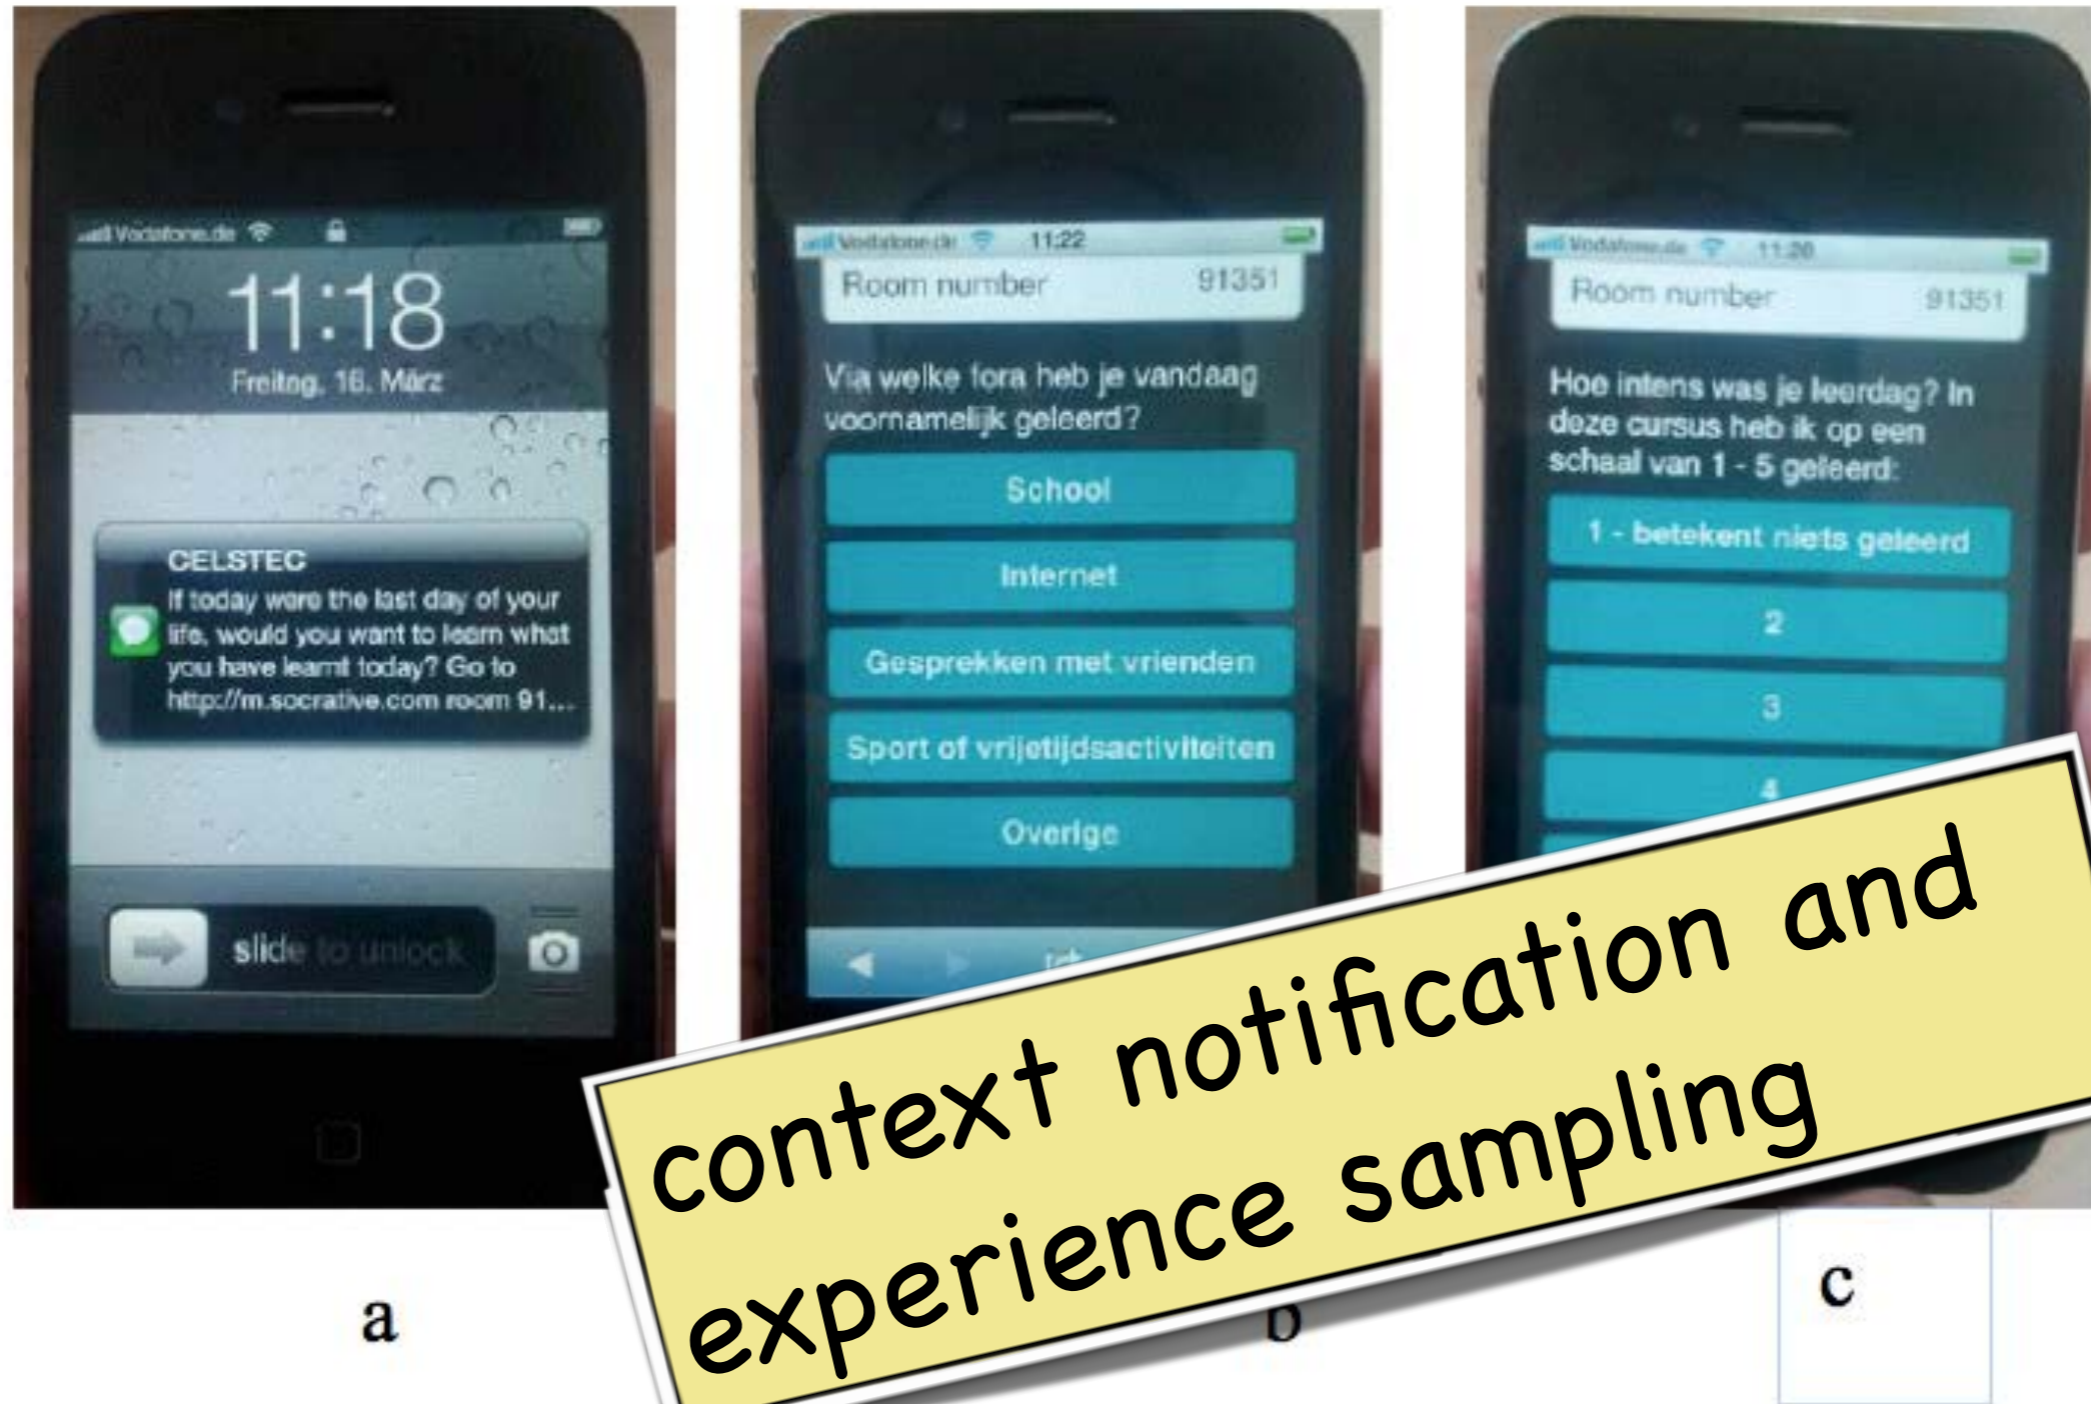 Vodafone.de
11:18
Freitag, 16. März
CELSTEC
If today were the last day of your
life, would you want to learn what
you have learnt today? Go to
http://m.socrative.com room 91...
slide to unlock
a
Vodafone.de 11:22
Room number 91351
Via welke fora heb je vandaag
voornamelijk geleerd?
School
Internet
Gesprekken met vrienden
Sport of vrijetijdsactiviteiten
Overige
b
Vodafone.de 11:20
Room number 91351
Hoe intens was je leerdag? In
deze cursus heb ik op een
schaal van 1 - 5 geleerd:
1 - betekent niets geleerd
2
3
4
c
context notification and
experience sampling